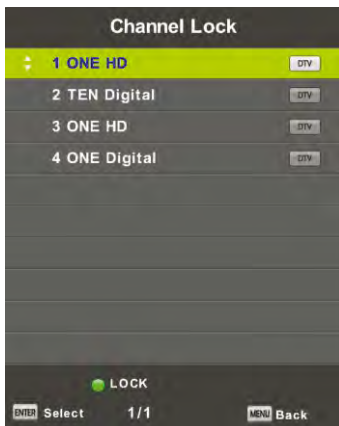 Channel Lock
1 ONE HD DTV
2 TEN Digital DTV
3 ONE HD DTV
4 ONE Digital DTV
LOCK
ENTER Select 1/1 MENU Back